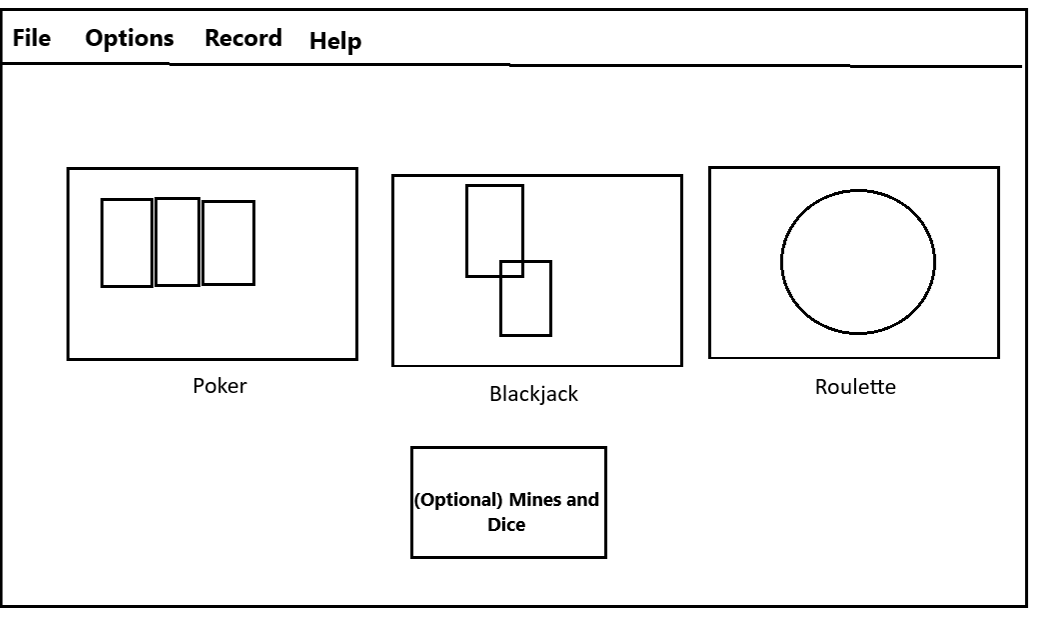 File Options Record Help
Poker
Blackjack
Roulette
(Optional) Mines and
Dice